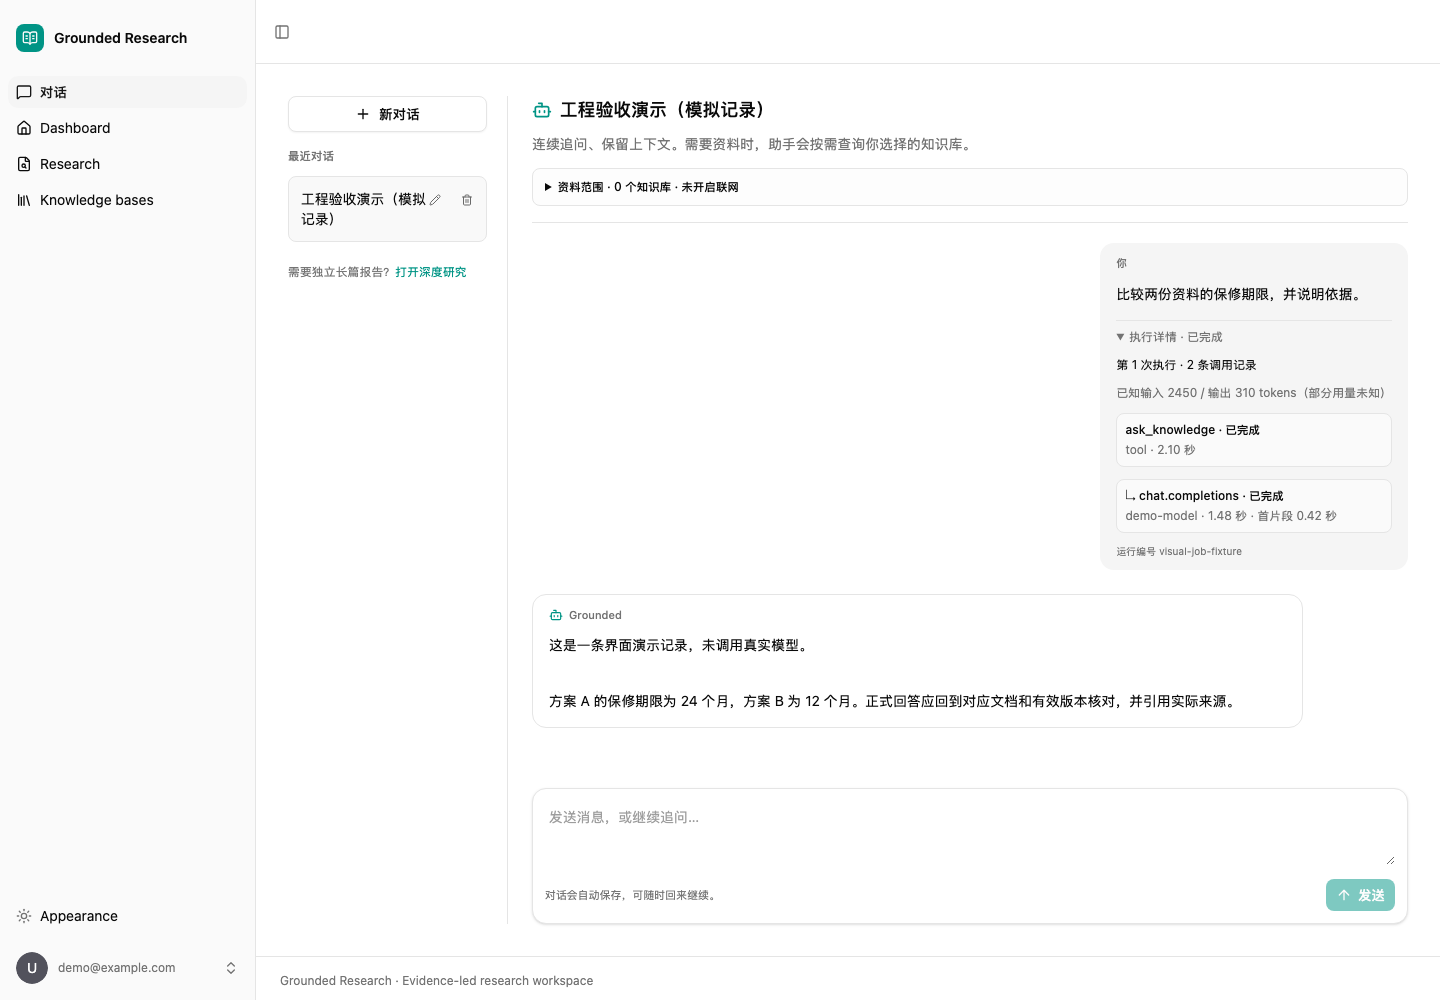 Grounded Research
对话
Dashboard
Research
Knowledge bases
Appearance
U
demo@example.com
新对话
最近对话
工程验收演示（模拟
记录）
需要独立长篇报告？打开深度研究
工程验收演示（模拟记录）
连续追问、保留上下文。需要资料时，助手会按需查询你选择的知识库。
资料范围 · 0 个知识库 · 未开启联网
你
比较两份资料的保修期限，并说明依据。
执行详情 · 已完成
第 1 次执行 · 2 条调用记录
已知输入 2450 / 输出 310 tokens（部分用量未知）
ask_knowledge · 已完成
tool · 2.10 秒
chat.completions · 已完成
demo-model · 1.48 秒 · 首片段 0.42 秒
运行编号 visual-job-fixture
Grounded
这是一条界面演示记录，未调用真实模型。
方案 A 的保修期限为 24 个月，方案 B 为 12 个月。正式回答应回到对应文档和有效版本核对，并引用实际来源。
发送消息，或继续追问...
对话会自动保存，可随时回来继续。
发送
Grounded Research · Evidence-led research workspace